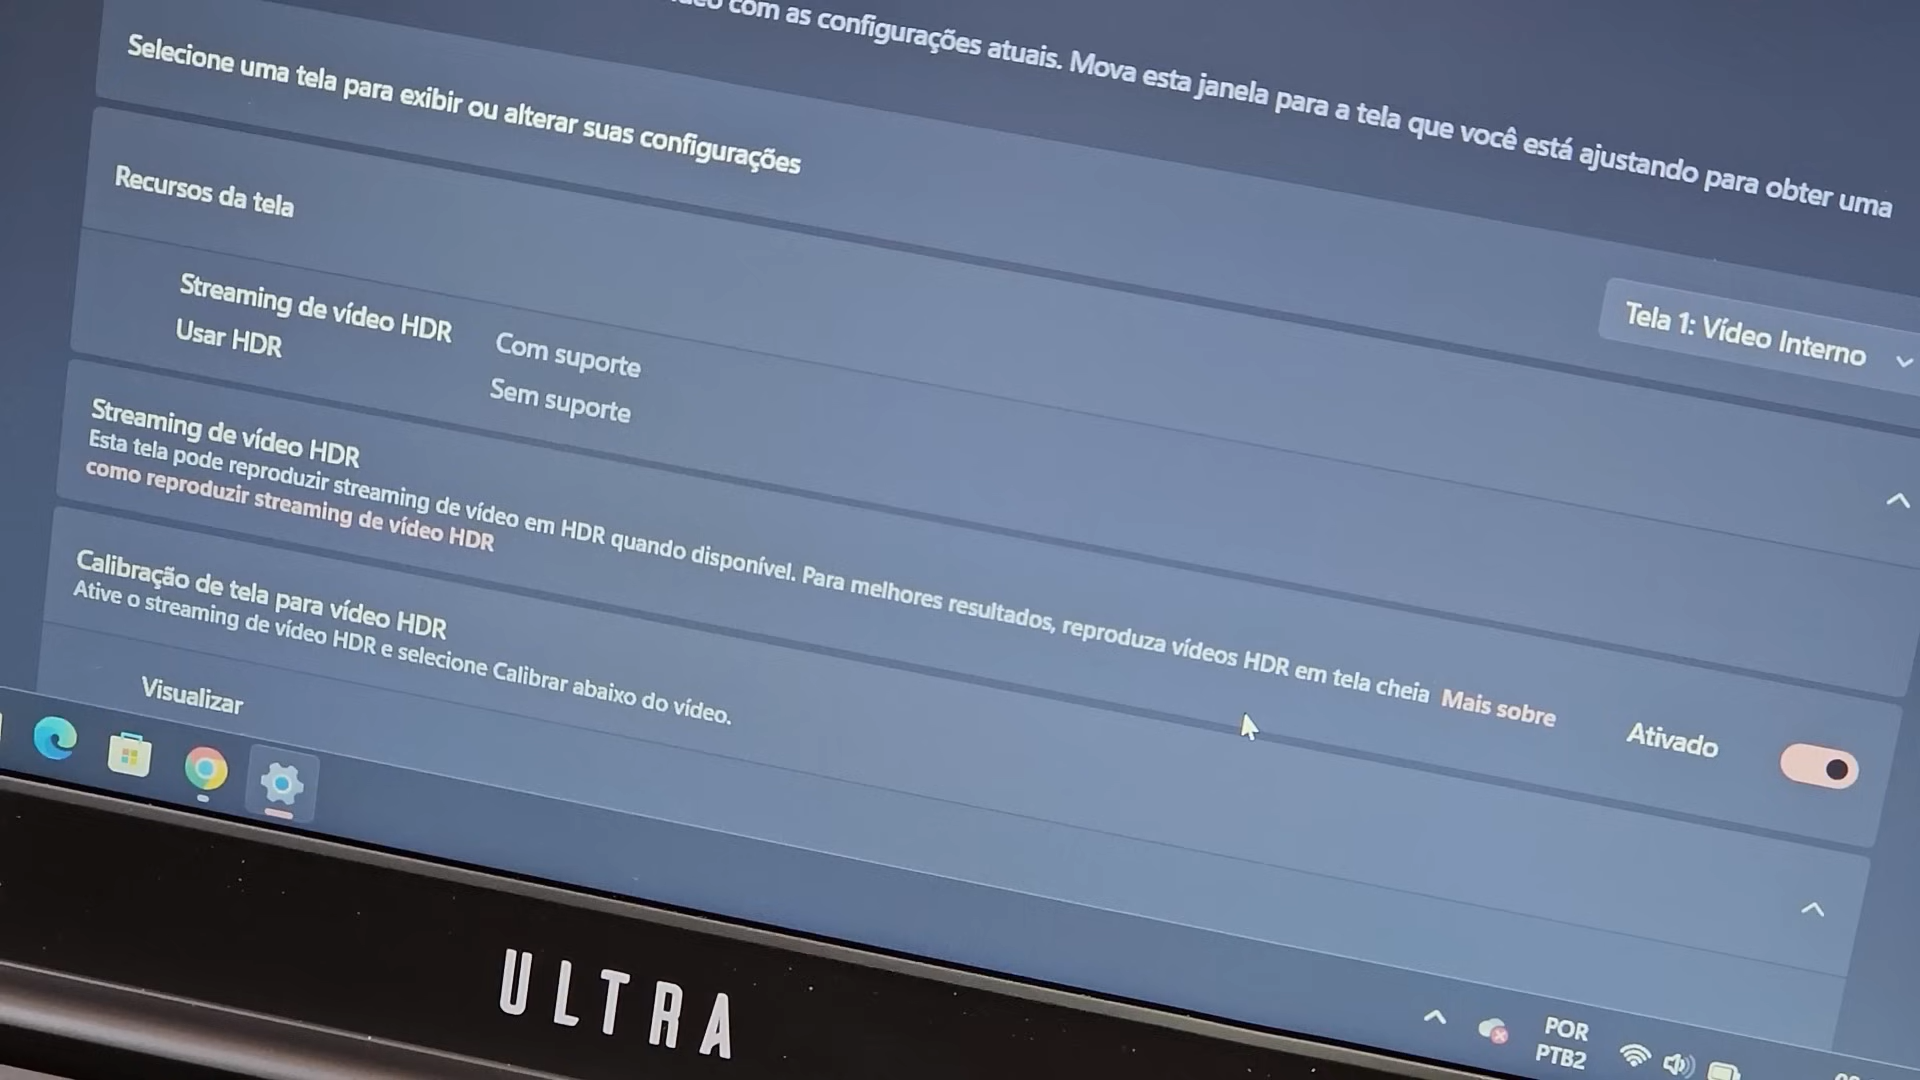 com as configurações atuais. Mova esta janela para a tela que você está ajustando para obter uma
Selecione uma tela para exibir ou alterar suas configurações
Tela 1: Vídeo Interno
Recursos da tela
Streaming de vídeo HDR
Com suporte
Usar HDR
Sem suporte
Streaming de vídeo HDR
Esta tela pode reproduzir streaming de vídeo em HDR quando disponível. Para melhores resultados, reproduza vídeos HDR em tela cheia Mais sobre
como reproduzir streaming de vídeo HDR
Ativado
Calibração de tela para vídeo HDR
Ative o streaming de vídeo HDR e selecione Calibrar abaixo do vídeo.
Visualizar
POR
PTB2
ULTRA